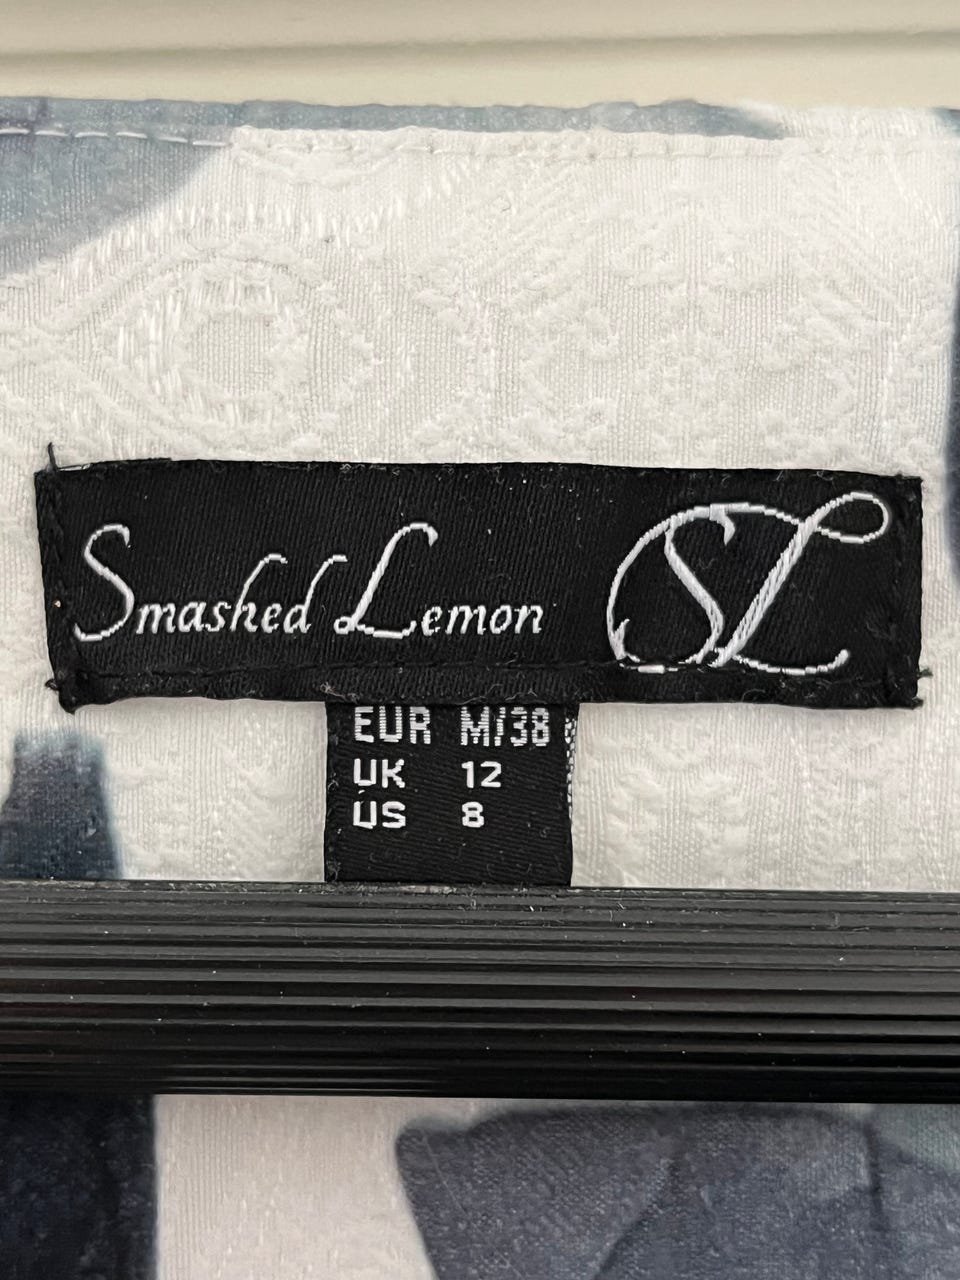 Smashed Lemon SL
EUR M/38
UK 12
US 8